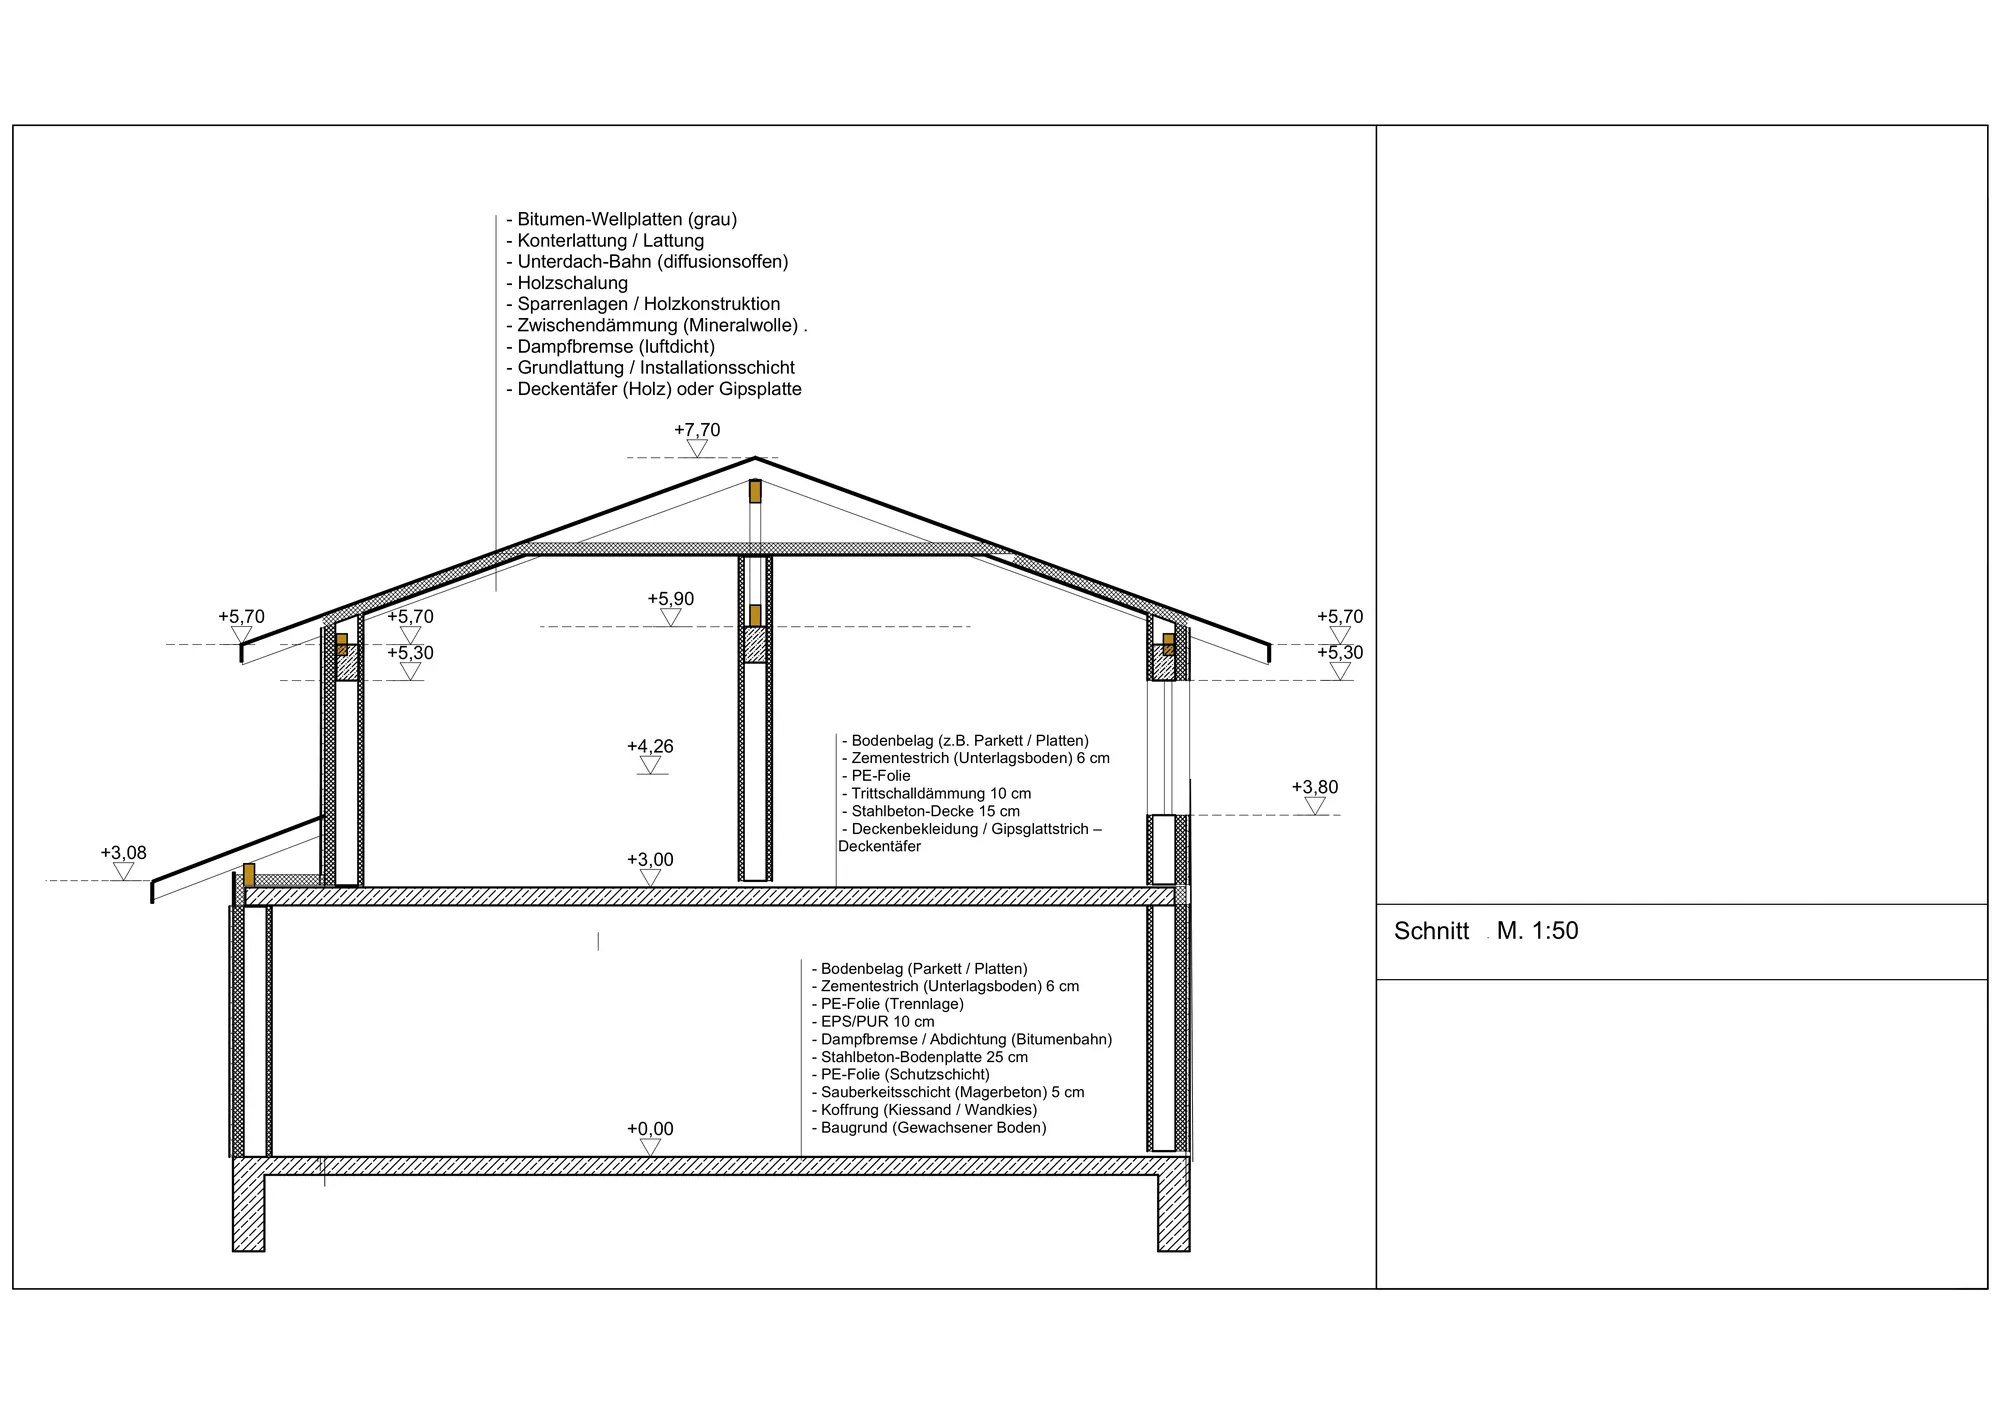 - Bitumen-Wellplatten (grau)
- Konterlattung / Lattung
- Unterdach-Bahn (diffusionsoffen)
- Holzschalung
- Sparrenlagen / Holzkonstruktion
- Zwischendämmung (Mineralwolle) .
- Dampfbremse (luftdicht)
- Grundlattung / Installationsschicht
- Deckentäfer (Holz) oder Gipsplatte
+7,70
+5,90
+5,70
+5,70
+5,70
+5,30
+5,30
+4,26
- Bodenbelag (z.B. Parkett / Platten)
- Zementestrich (Unterlagsboden) 6 cm
- PE-Folie
- Trittschalldämmung 10 cm
- Stahlbeton-Decke 15 cm
- Deckenbekleidung / Gipsglattstrich –
Deckentäfer
+3,80
+3,08
+3,00
Schnitt . M. 1:50
- Bodenbelag (Parkett / Platten)
- Zementestrich (Unterlagsboden) 6 cm
- PE-Folie (Trennlage)
- EPS/PUR 10 cm
- Dampfbremse / Abdichtung (Bitumenbahn)
- Stahlbeton-Bodenplatte 25 cm
- PE-Folie (Schutzschicht)
- Sauberkeitsschicht (Magerbeton) 5 cm
- Koffrung (Kiessand / Wandkies)
- Baugrund (Gewachsener Boden)
+0,00